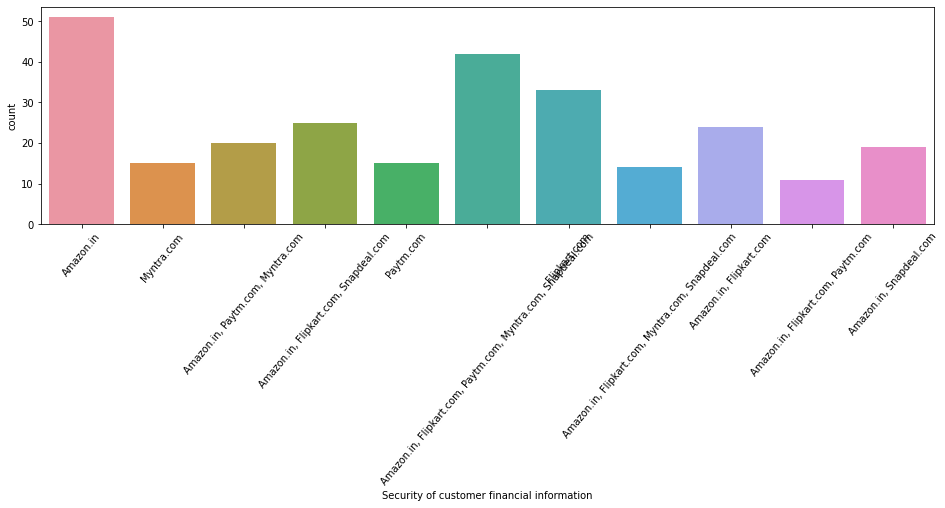 50
40
30
20
10
0
count
Amazon.in
Myntra.com
Amazon.in, Paytm.com, Myntra.com
Amazon.in, Flipkart.com, Snapdeal.com
Paytm.com
Amazon.in, Flipkart.com, Paytm.com, Myntra.com, Snapdeal.com
Flipkart.com
Amazon.in, Flipkart.com, Myntra.com, Snapdeal.com
Amazon.in, Flipkart.com
Amazon.in, Flipkart.com, Paytm.com
Amazon.in, Snapdeal.com
Security of customer financial information